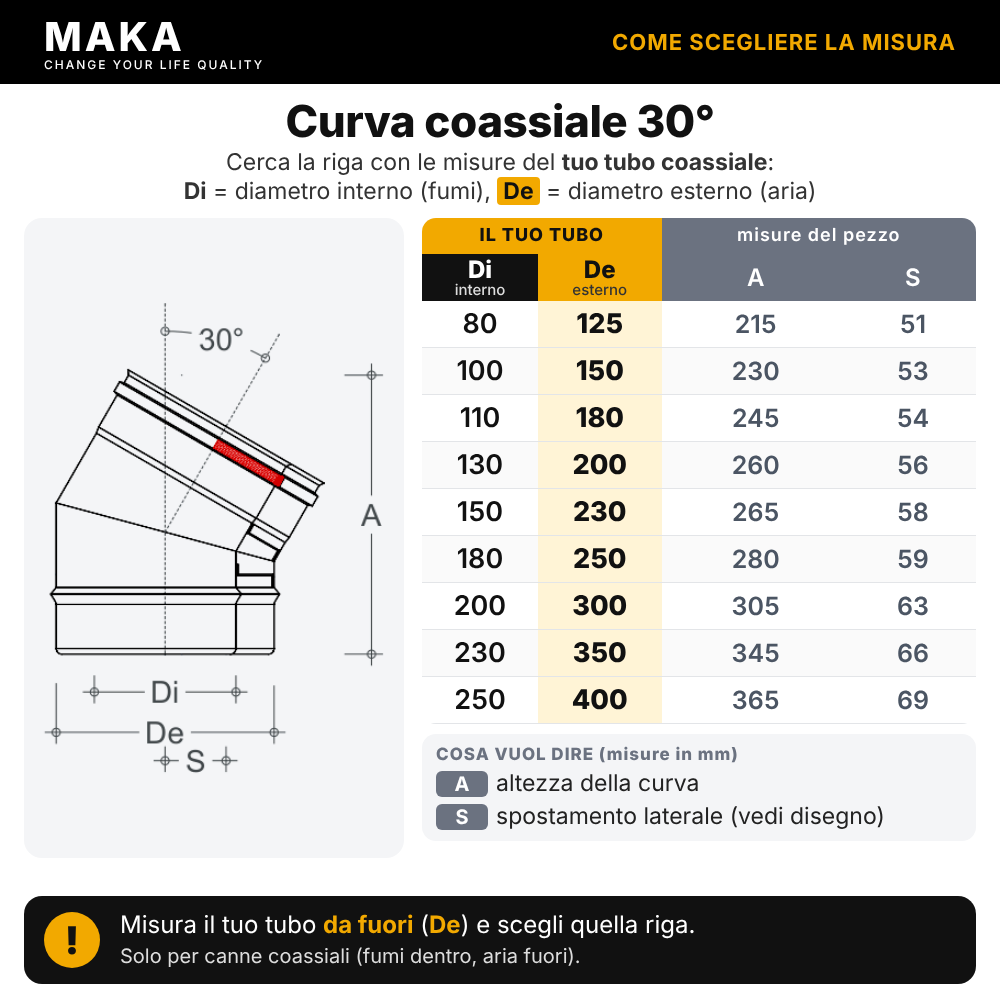 MAKA
CHANGE YOUR LIFE QUALITY
COME SCEGLIERE LA MISURA
Curva coassiale 30°
Cerca la riga con le misure del tuo tubo coassiale:
Di = diametro interno (fumi), De = diametro esterno (aria)
30°
A
Di
De
S
IL TUO TUBO misure del pezzo
Di De A S
interno esterno
80 125 215 51
100 150 230 53
110 180 245 54
130 200 260 56
150 230 265 58
180 250 280 59
200 300 305 63
230 350 345 66
250 400 365 69
COSA VUOL DIRE (misure in mm)
A altezza della curva
S spostamento laterale (vedi disegno)
! Misura il tuo tubo da fuori (De) e scegli quella riga.
Solo per canne coassiali (fumi dentro, aria fuori).